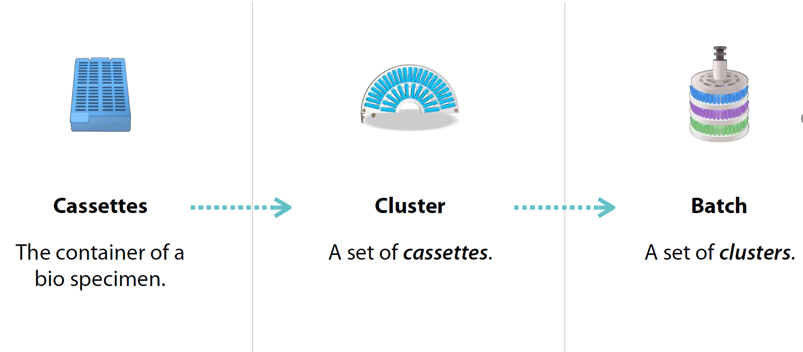 Cassettes
The container of a
bio specimen.
Cluster
A set of cassettes.
Batch
A set of clusters.